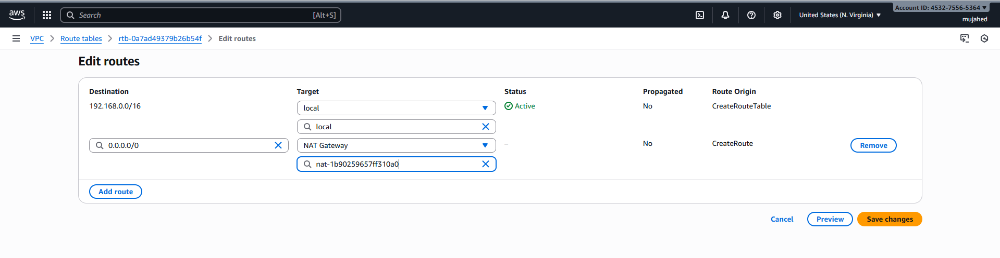 aws
Search
[Alt+S]
United States (N. Virginia)
Account ID: 4532-7556-5364
mujahed
VPC
Route tables
rtb-0a7ad49379b26b54f
Edit routes
Edit routes
Destination Target Status Propagated Route Origin
192.168.0.0/16 local Active No CreateRouteTable
local
0.0.0.0/0 NAT Gateway – No CreateRoute Remove
nat-1b90259657ff310a0
Add route
Cancel Preview Save changes